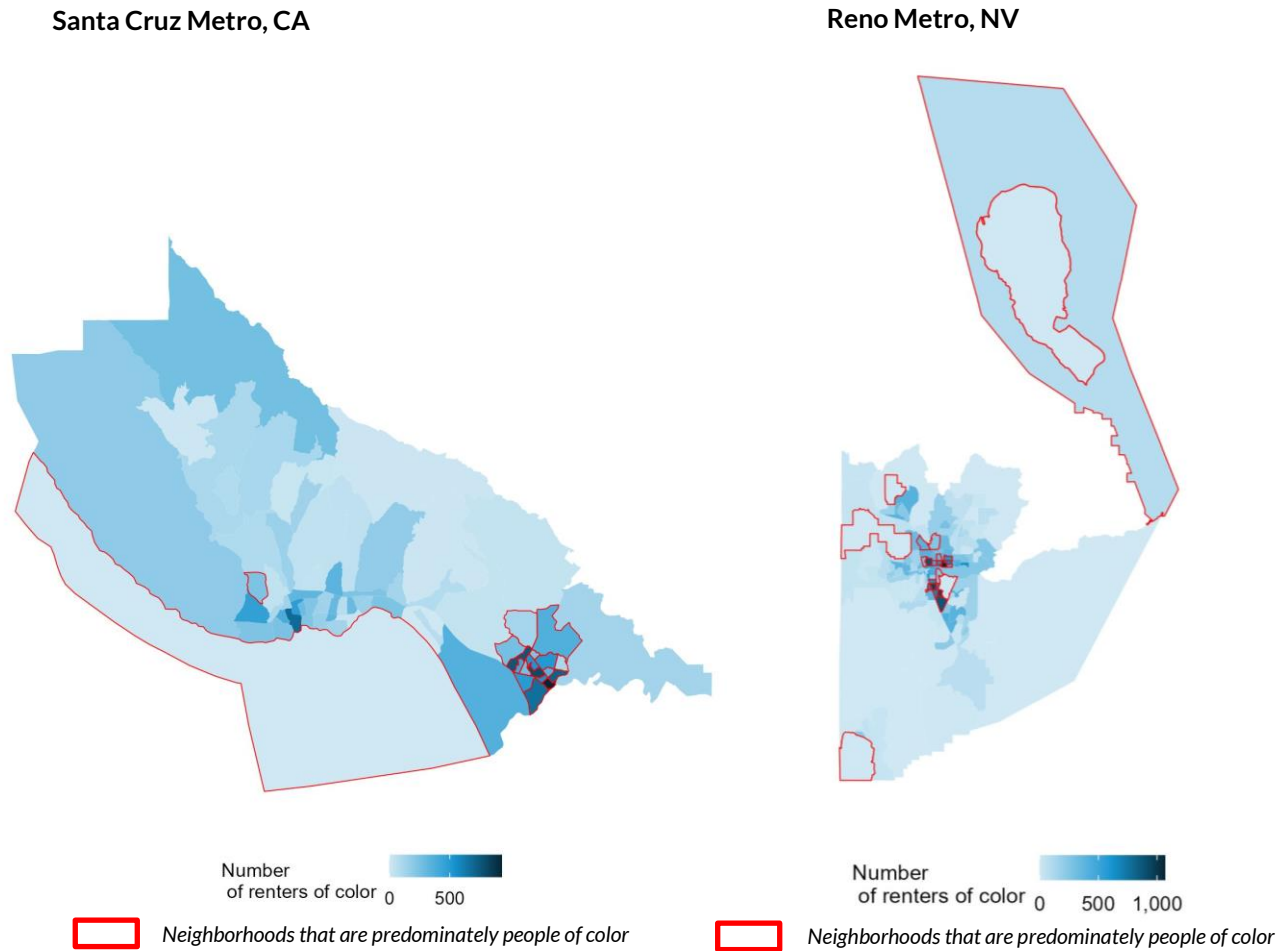 Santa Cruz Metro, CA
Reno Metro, NV
Number
of renters of color
0 500
Neighborhoods that are predominately people of color
Number
of renters of color
0 500 1,000
Neighborhoods that are predominately people of color